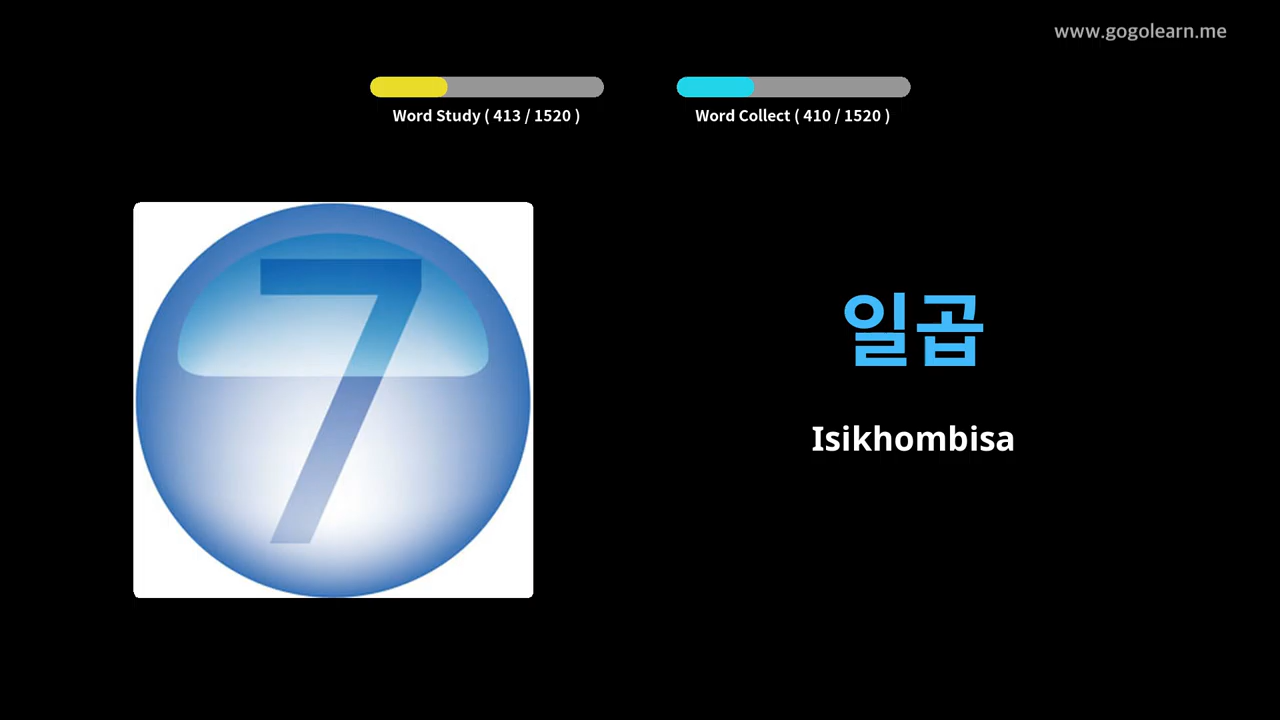 www.gogolearn.me
Word Study ( 413 / 1520 )
Word Collect ( 410 / 1520 )
7
일곱
Isikhombisa